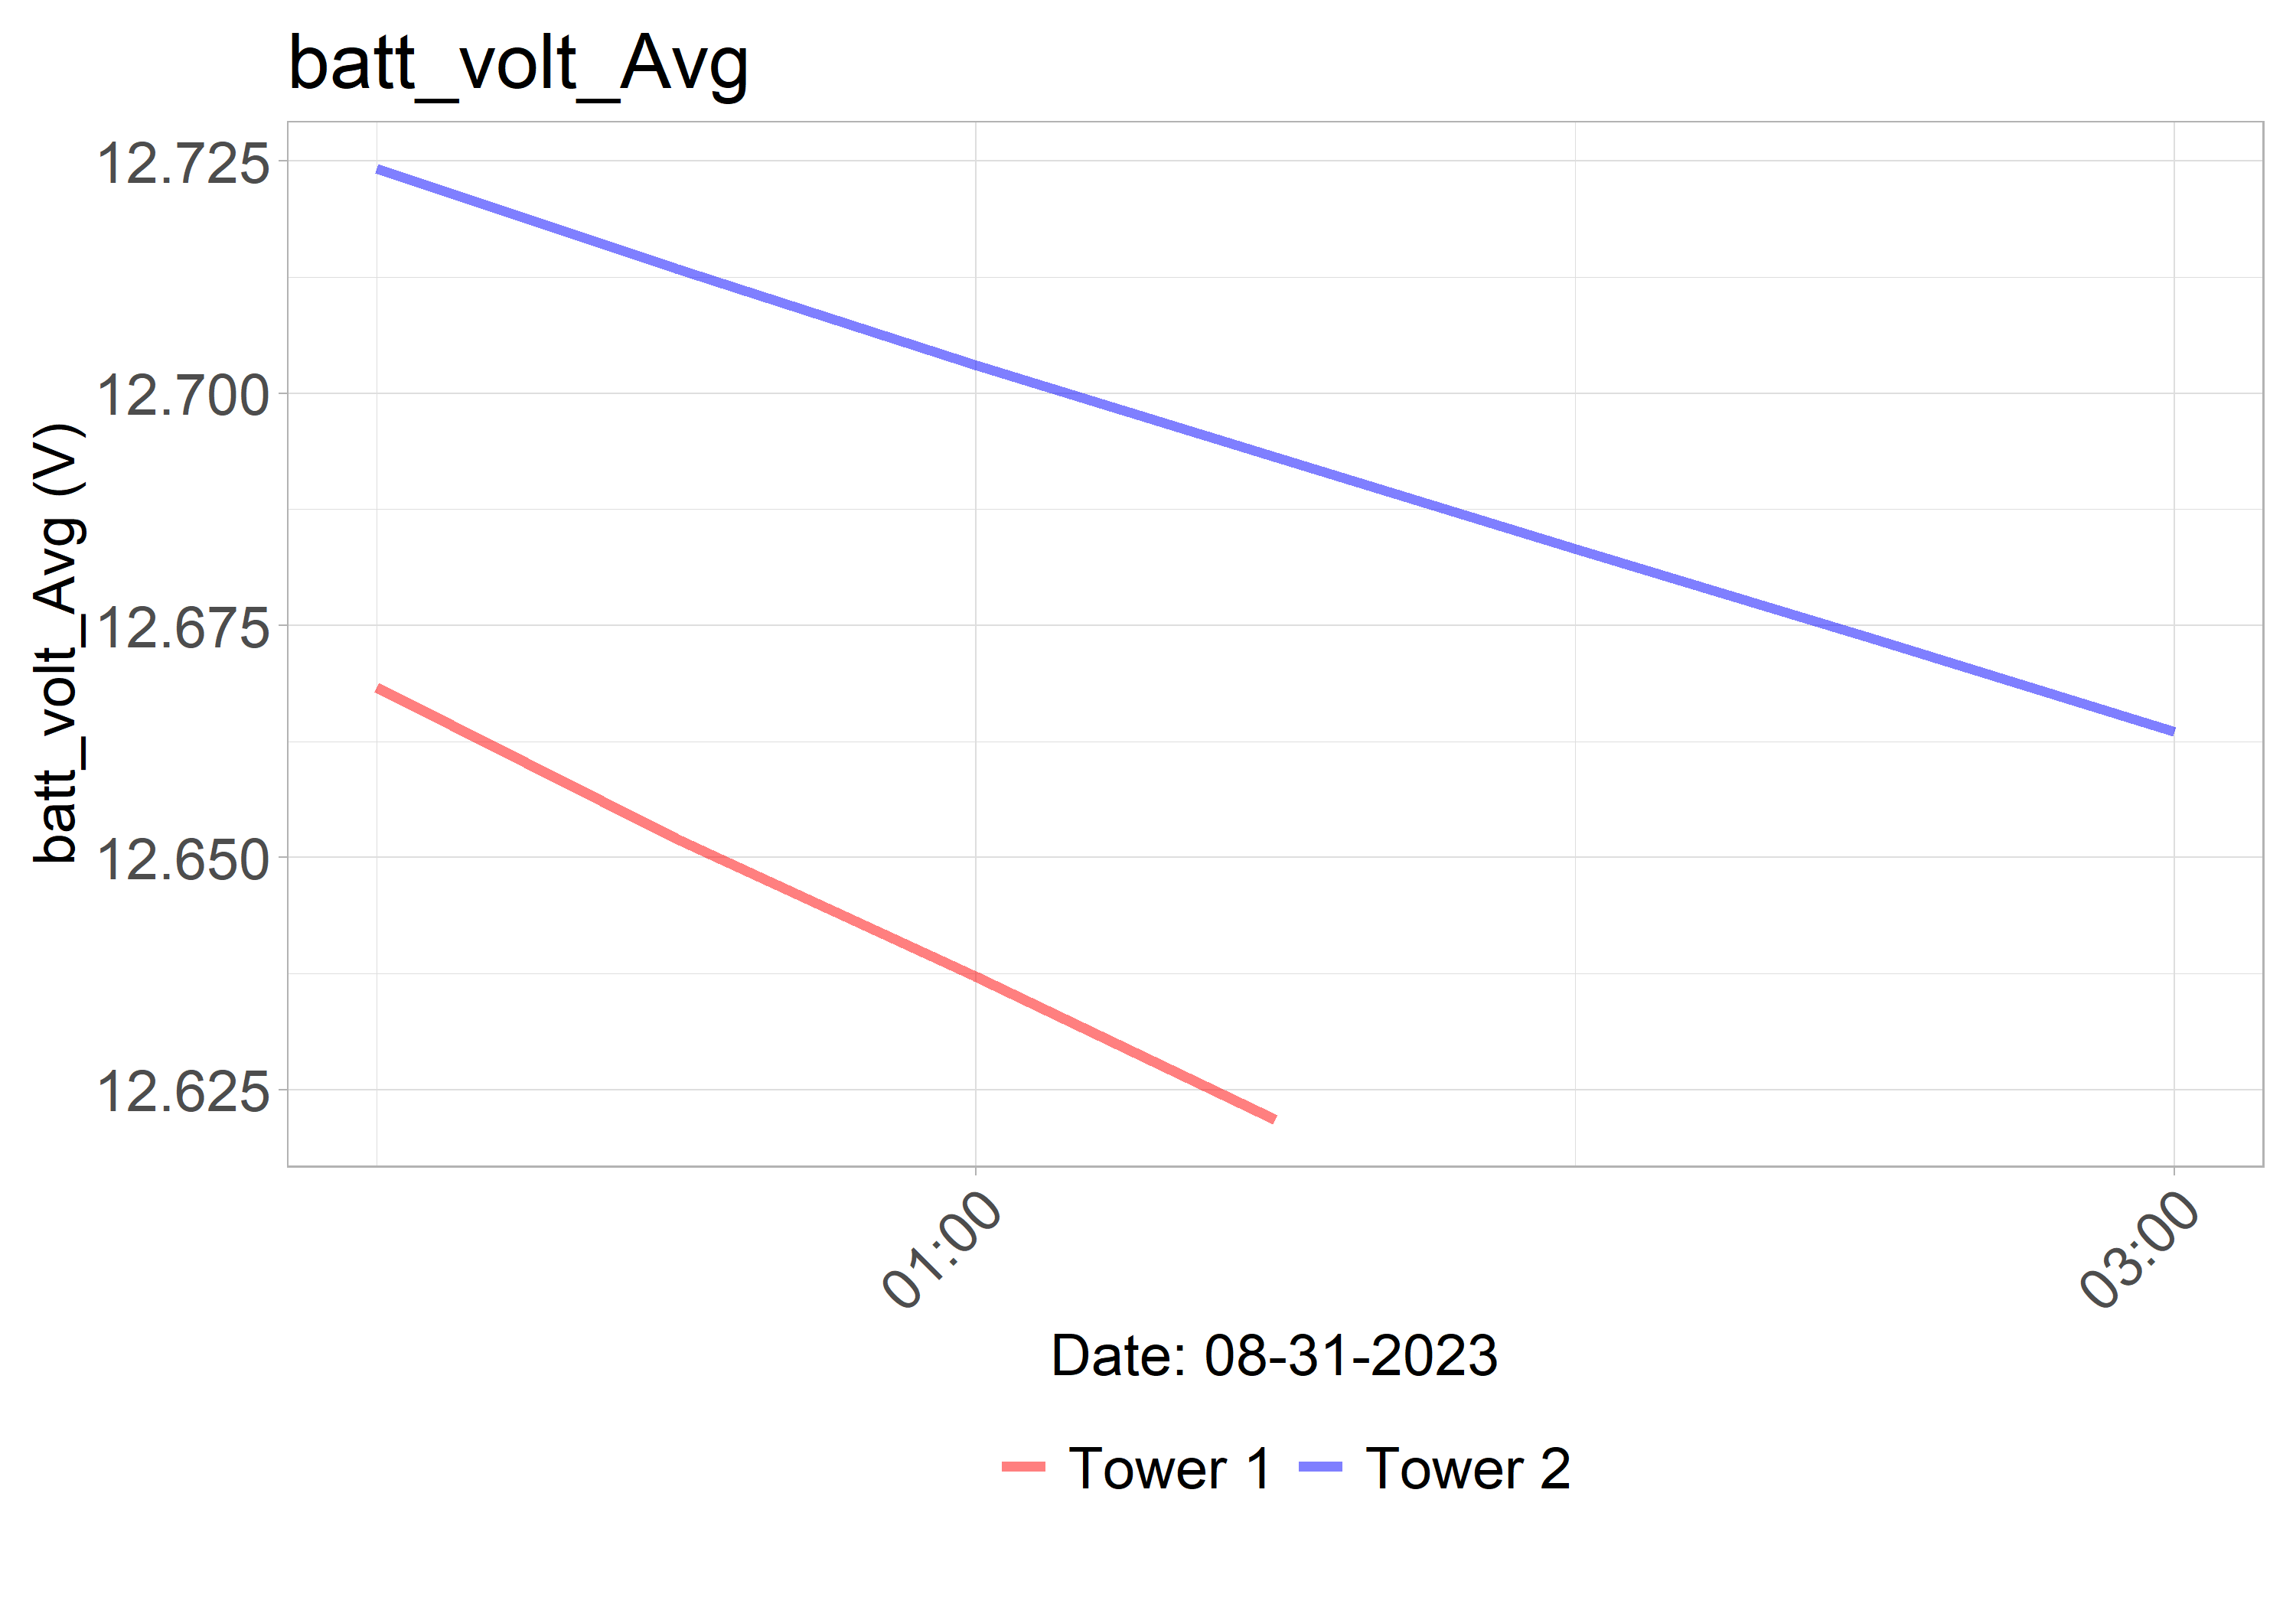 batt_volt_Avg
batt_volt_Avg (V)
12.725
12.700
12.675
12.650
12.625
01:00
03:00
Date: 08-31-2023
Tower 1
Tower 2